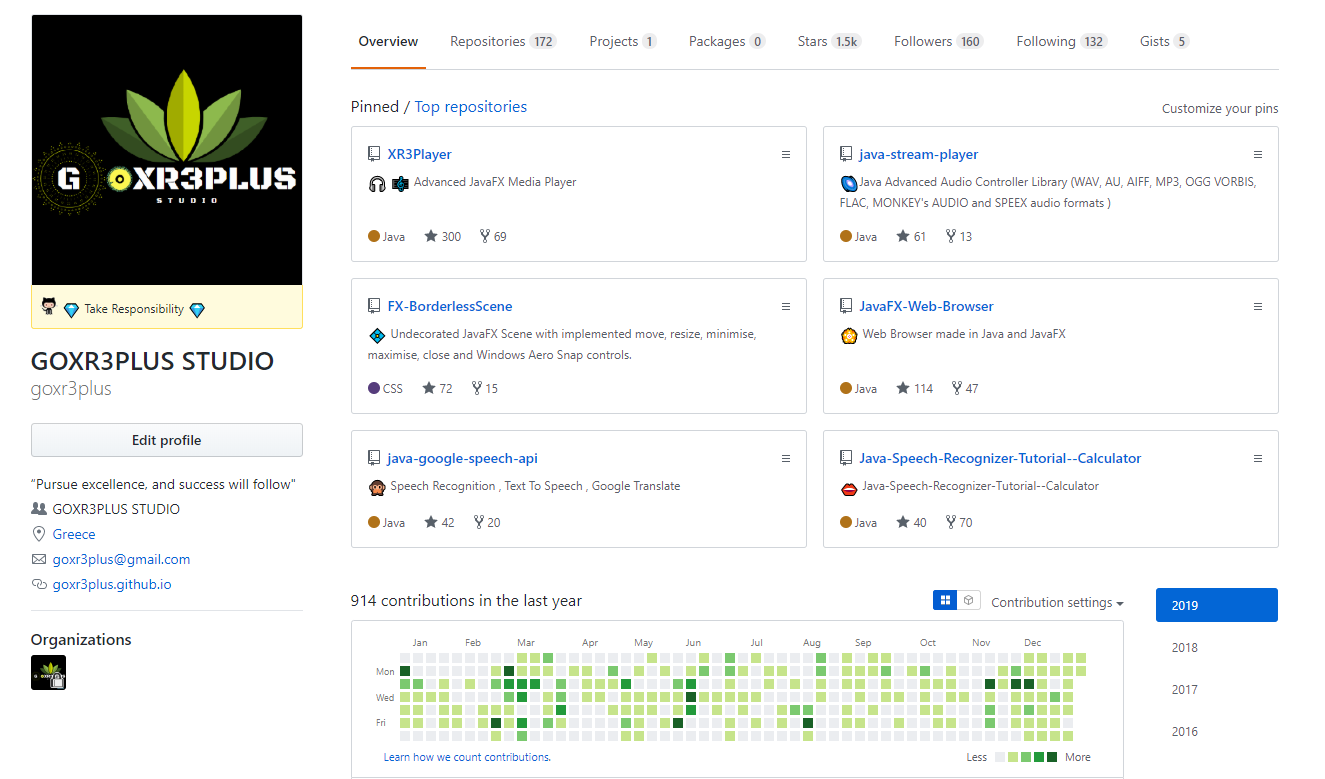 G GOXR3PLUS
STUDIO
Take Responsibility
GOXR3PLUS STUDIO
goxr3plus
Edit profile
“Pursue excellence, and success will follow"
GOXR3PLUS STUDIO
Greece
goxr3plus@gmail.com
goxr3plus.github.io
Organizations
Overview Repositories 172 Projects 1 Packages 0 Stars 1.5k Followers 160 Following 132 Gists 5
Pinned / Top repositories
Customize your pins
XR3Player
Advanced JavaFX Media Player
Java 300 69
java-stream-player
Java Advanced Audio Controller Library (WAV, AU, AIFF, MP3, OGG VORBIS,
FLAC, MONKEY's AUDIO and SPEEX audio formats )
Java 61 13
FX-BorderlessScene
Undecorated JavaFX Scene with implemented move, resize, minimise,
maximise, close and Windows Aero Snap controls.
CSS 72 15
JavaFX-Web-Browser
Web Browser made in Java and JavaFX
Java 114 47
java-google-speech-api
Speech Recognition , Text To Speech , Google Translate
Java 42 20
Java-Speech-Recognizer-Tutorial--Calculator
Java-Speech-Recognizer-Tutorial--Calculator
Java 40 70
914 contributions in the last year
Contribution settings
Jan Feb Mar Apr May Jun Jul Aug Sep Oct Nov Dec
Mon
Wed
Fri
Learn how we count contributions.
Less More
2019
2018
2017
2016